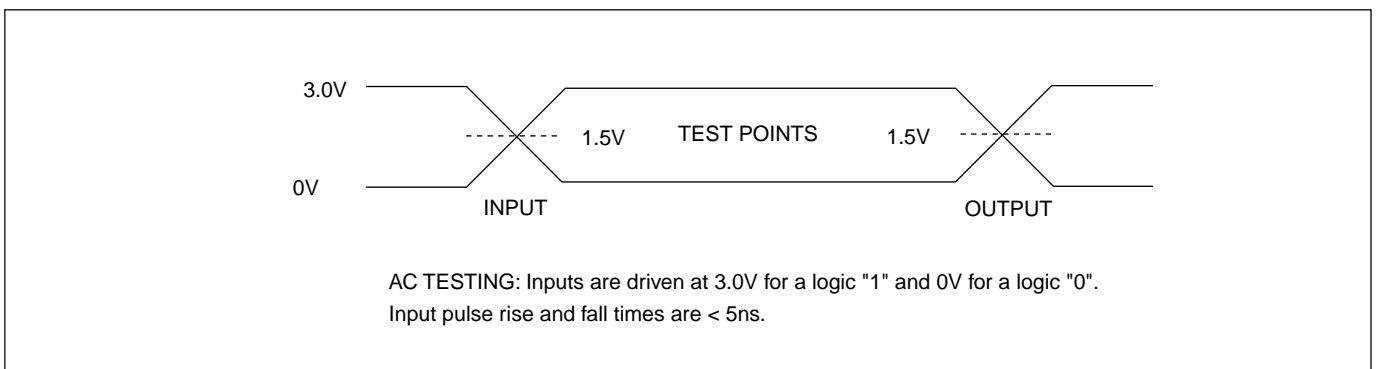 3.0V
1.5V TEST POINTS 1.5V
0V
INPUT OUTPUT
AC TESTING: Inputs are driven at 3.0V for a logic "1" and 0V for a logic "0".
Input pulse rise and fall times are < 5ns.